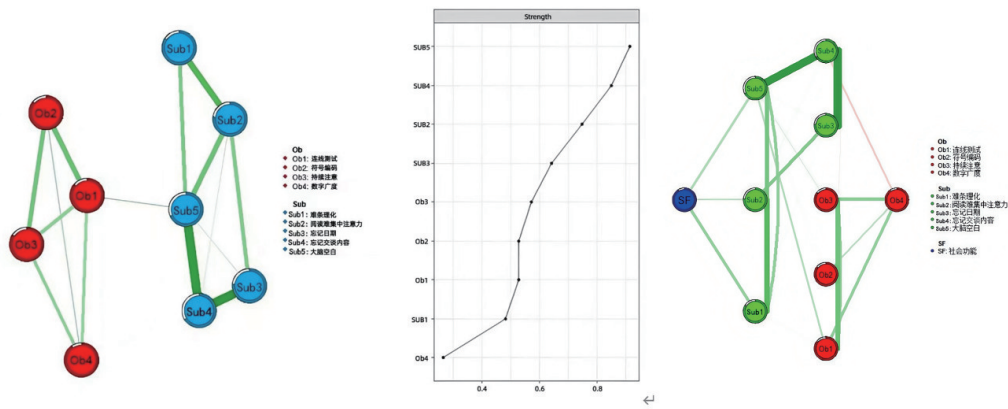 Sub1
Ob2
Sub2
Ob1
Sub5
Ob3
Sub3
Sub4
Ob4
Ob
Ob1: 连线测试
Ob2: 符号编码
Ob3: 持续注意
Ob4: 数字广度
Sub
Sub1: 难条理化
Sub2: 阅读难集中注意力
Sub3: 忘记日期
Sub4: 忘记交谈内容
Sub5: 大脑空白
Strength
SUB5
SUB4
SUB2
SUB3
Ob3
Ob2
Ob1
SUB1
Ob4
0.4 0.6 0.8
Sub4
Sub5
Sub3
SF
Sub2
Ob3
Ob4
Ob2
Sub1
Ob1
Ob
Ob1: 连线测试
Ob2: 符号编码
Ob3: 持续注意
Ob4: 数字广度
Sub
Sub1: 难条理化
Sub2: 阅读难集中注意力
Sub3: 忘记日期
Sub4: 忘记交谈内容
Sub5: 大脑空白
SF
SF: 社会功能